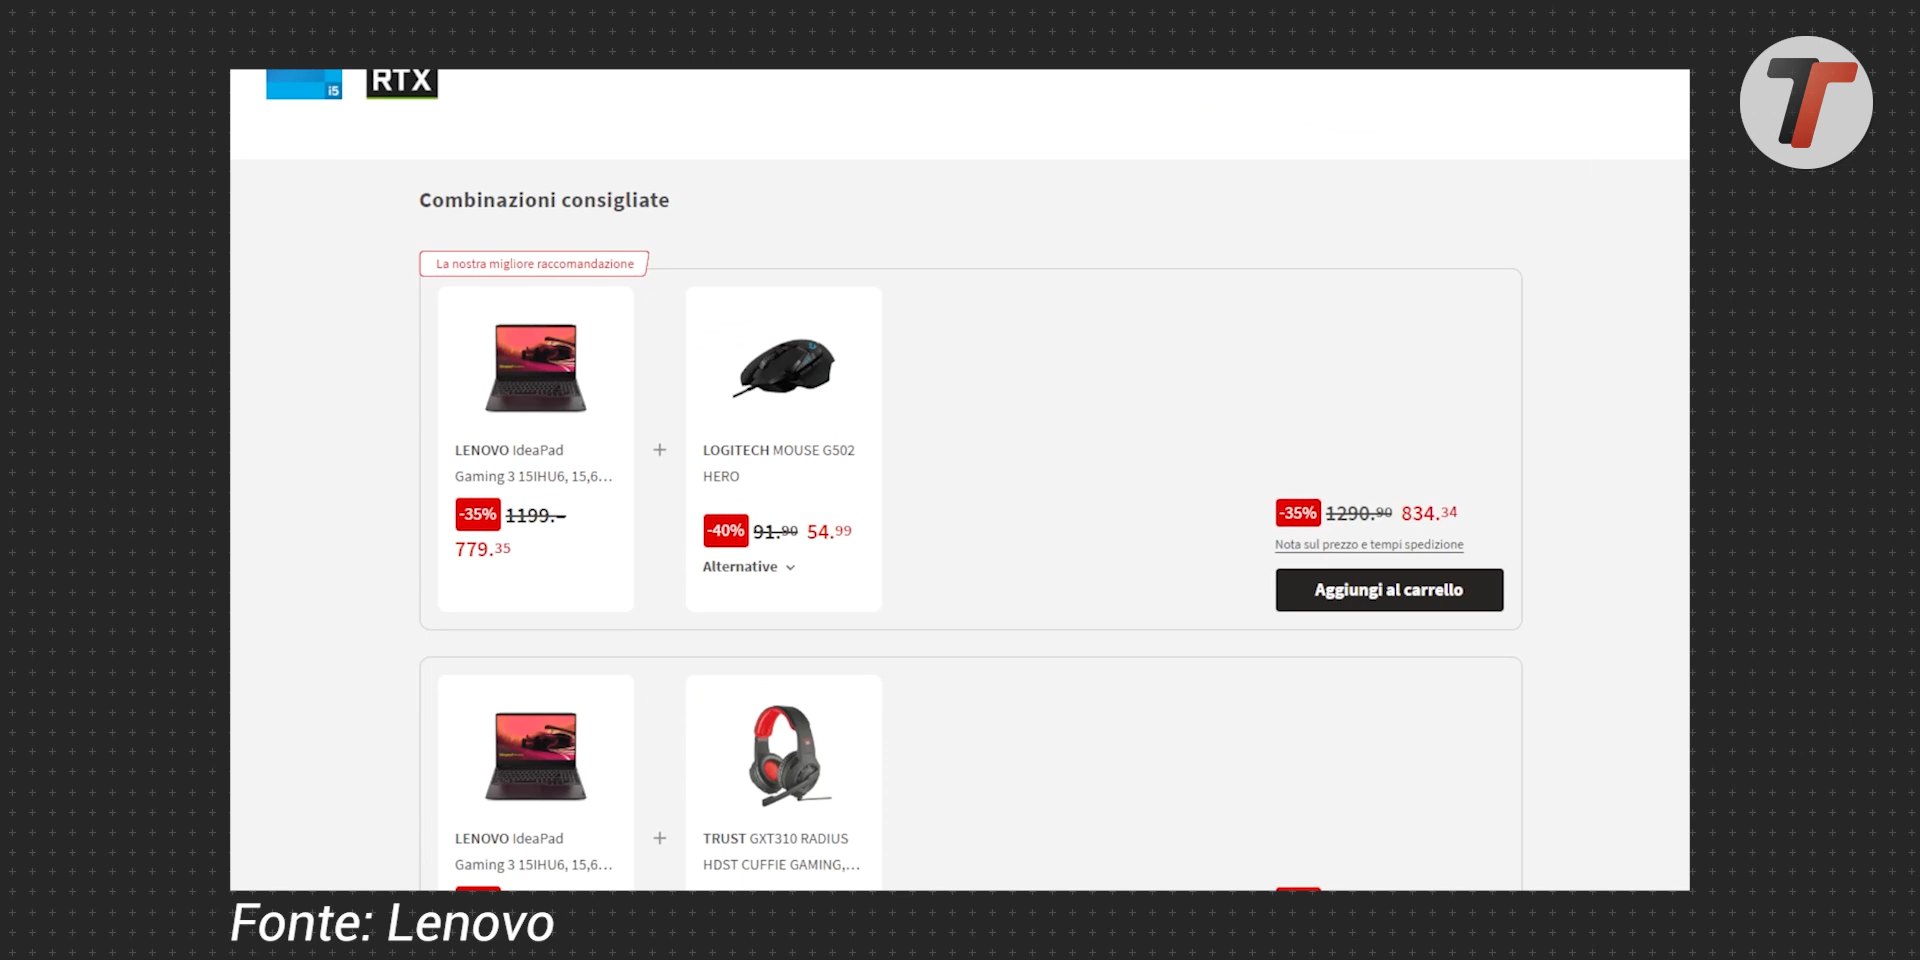 i5
RTX
Combinazioni consigliate
La nostra migliore raccomandazione
LENOVO IdeaPad
Gaming 3 15IHU6, 15,6...
-35% 1199.–
779.35
+
LOGITECH MOUSE G502
HERO
-40% 91.90 54.99
Alternative
-35% 1290.90 834.34
Nota sul prezzo e tempi spedizione
Aggiungi al carrello
LENOVO IdeaPad
Gaming 3 15IHU6, 15,6...
+
TRUST GXT310 RADIUS
HDST CUFFIE GAMING,...
Fonte: Lenovo